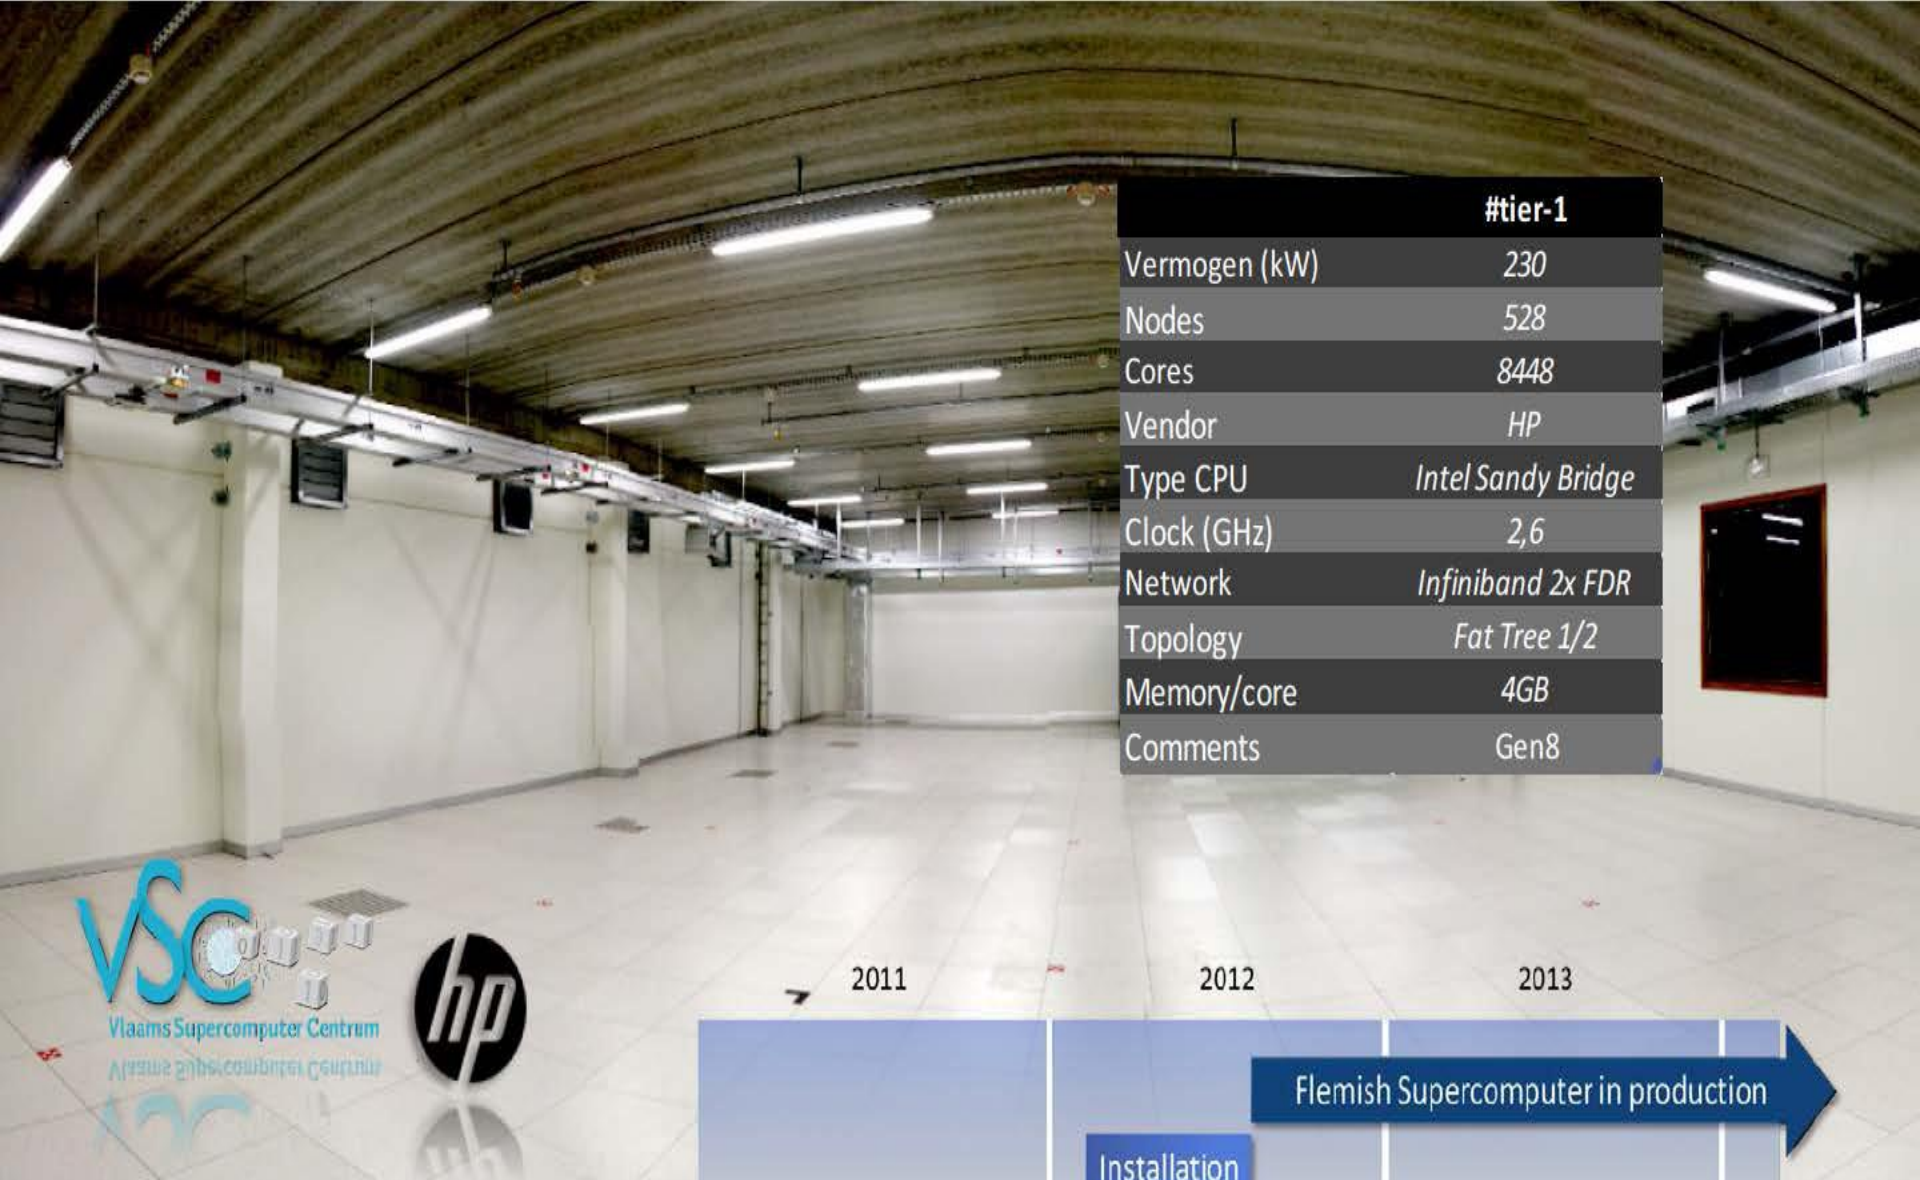 #tier-1
Vermogen (kW) 230
Nodes 528
Cores 8448
Vendor HP
Type CPU Intel Sandy Bridge
Clock (GHz) 2,6
Network Infiniband 2x FDR
Topology Fat Tree 1/2
Memory/core 4GB
Comments Gen8
VSC
Vlaams Supercomputer Centrum
hp
2011 2012 2013
Flemish Supercomputer in production
Installation